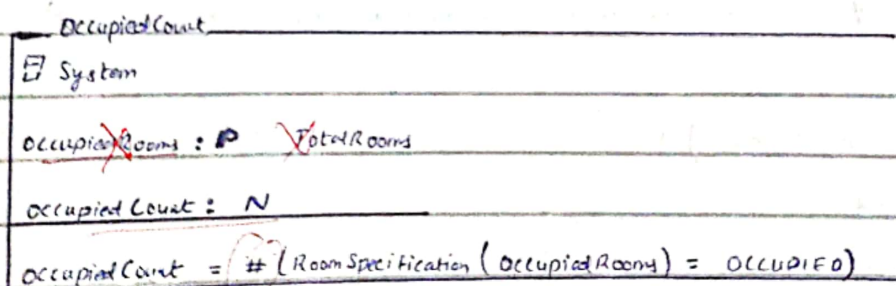 OccupiedCount
Ξ System
OccupiedRooms : P TotalRooms
OccupiedCount : N
OccupiedCount = # (RoomSpecification (OccupiedRooms) = OCCUPIED)